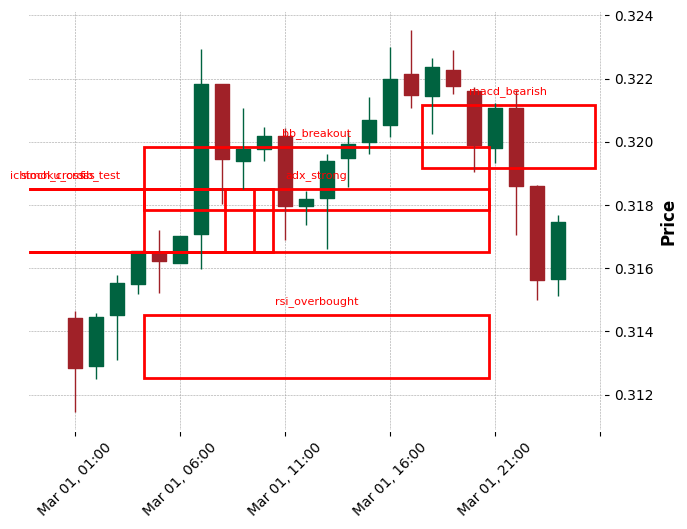 0.324
0.322
macd_bearish
0.320
bb_breakout
adx_strong
0.318
0.316
rsi_overbought
0.314
0.312
Price
Mar 01, 01:00
Mar 01, 06:00
Mar 01, 11:00
Mar 01, 16:00
Mar 01, 21:00